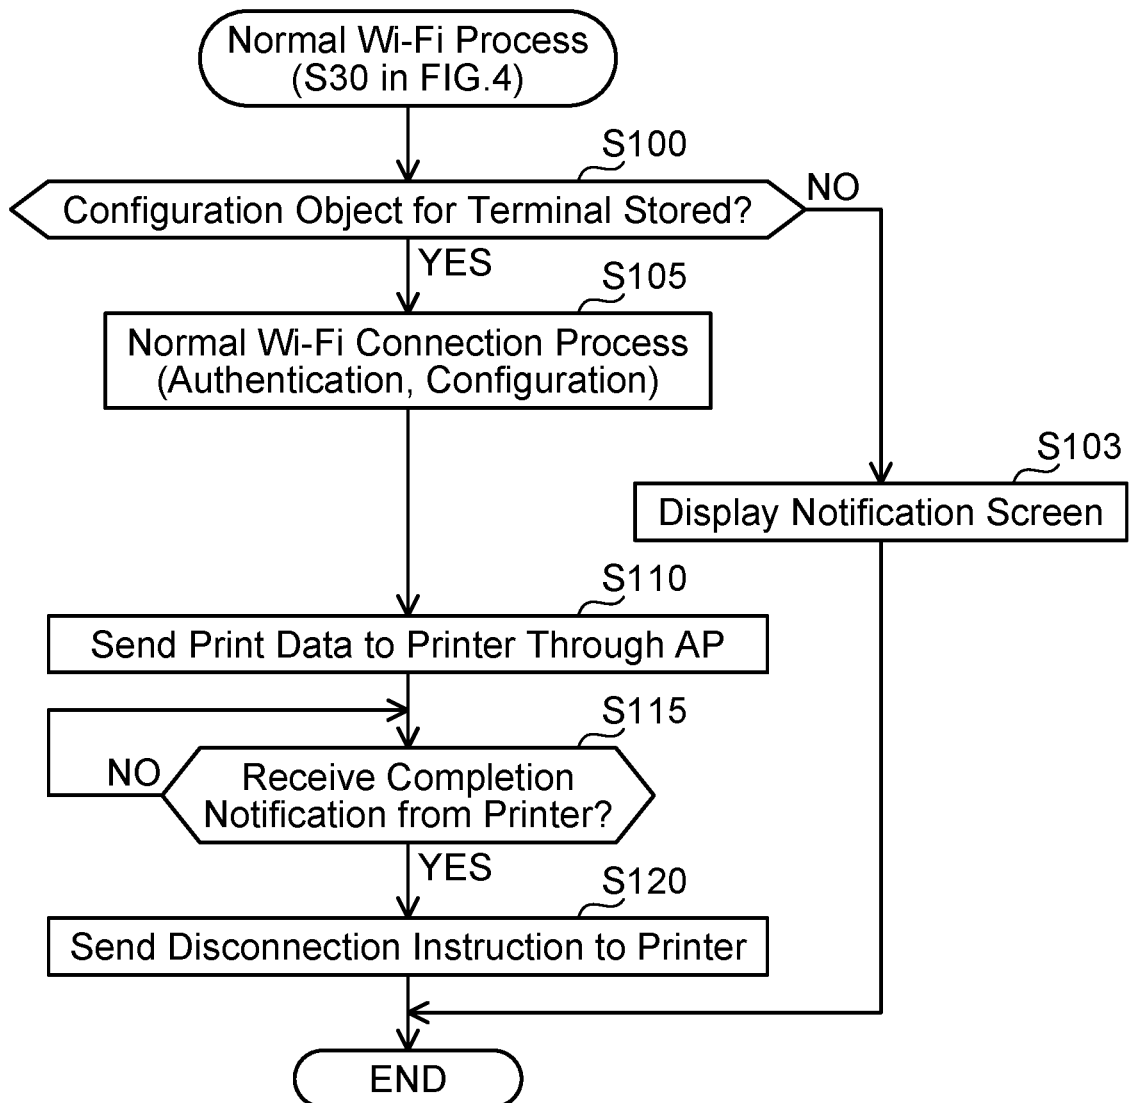 Normal Wi-Fi Process
(S30 in FIG.4)
S100
Configuration Object for Terminal Stored?
NO
YES
S105
Normal Wi-Fi Connection Process
(Authentication, Configuration)
S103
Display Notification Screen
S110
Send Print Data to Printer Through AP
S115
NO
Receive Completion
Notification from Printer?
YES
S120
Send Disconnection Instruction to Printer
END